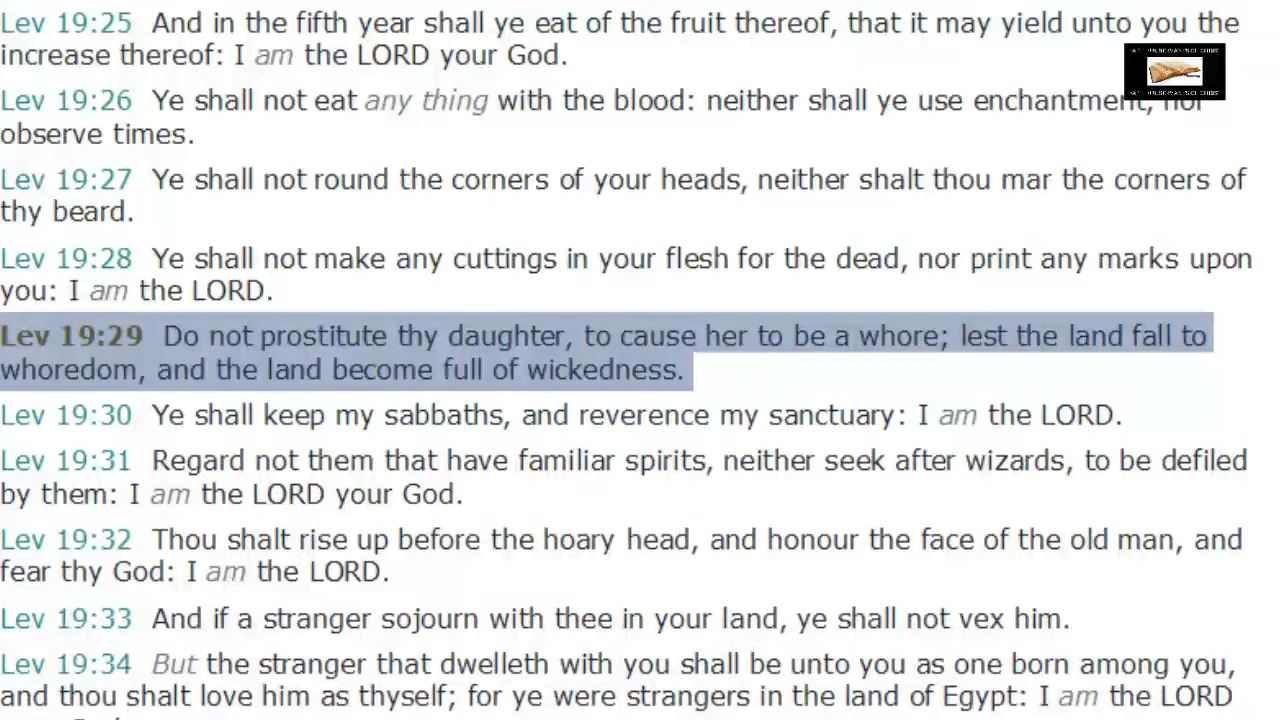 Lev 19:25 And in the fifth year shall ye eat of the fruit thereof, that it may yield unto you the
increase thereof: I am the LORD your God.
Lev 19:26 Ye shall not eat any thing with the blood: neither shall ye use enchantment, nor
observe times.
Lev 19:27 Ye shall not round the corners of your heads, neither shalt thou mar the corners of
thy beard.
Lev 19:28 Ye shall not make any cuttings in your flesh for the dead, nor print any marks upon
you: I am the LORD.
Lev 19:29 Do not prostitute thy daughter, to cause her to be a whore; lest the land fall to
whoredom, and the land become full of wickedness.
Lev 19:30 Ye shall keep my sabbaths, and reverence my sanctuary: I am the LORD.
Lev 19:31 Regard not them that have familiar spirits, neither seek after wizards, to be defiled
by them: I am the LORD your God.
Lev 19:32 Thou shalt rise up before the hoary head, and honour the face of the old man, and
fear thy God: I am the LORD.
Lev 19:33 And if a stranger sojourn with thee in your land, ye shall not vex him.
Lev 19:34 But the stranger that dwelleth with you shall be unto you as one born among you,
and thou shalt love him as thyself; for ye were strangers in the land of Egypt: I am the LORD